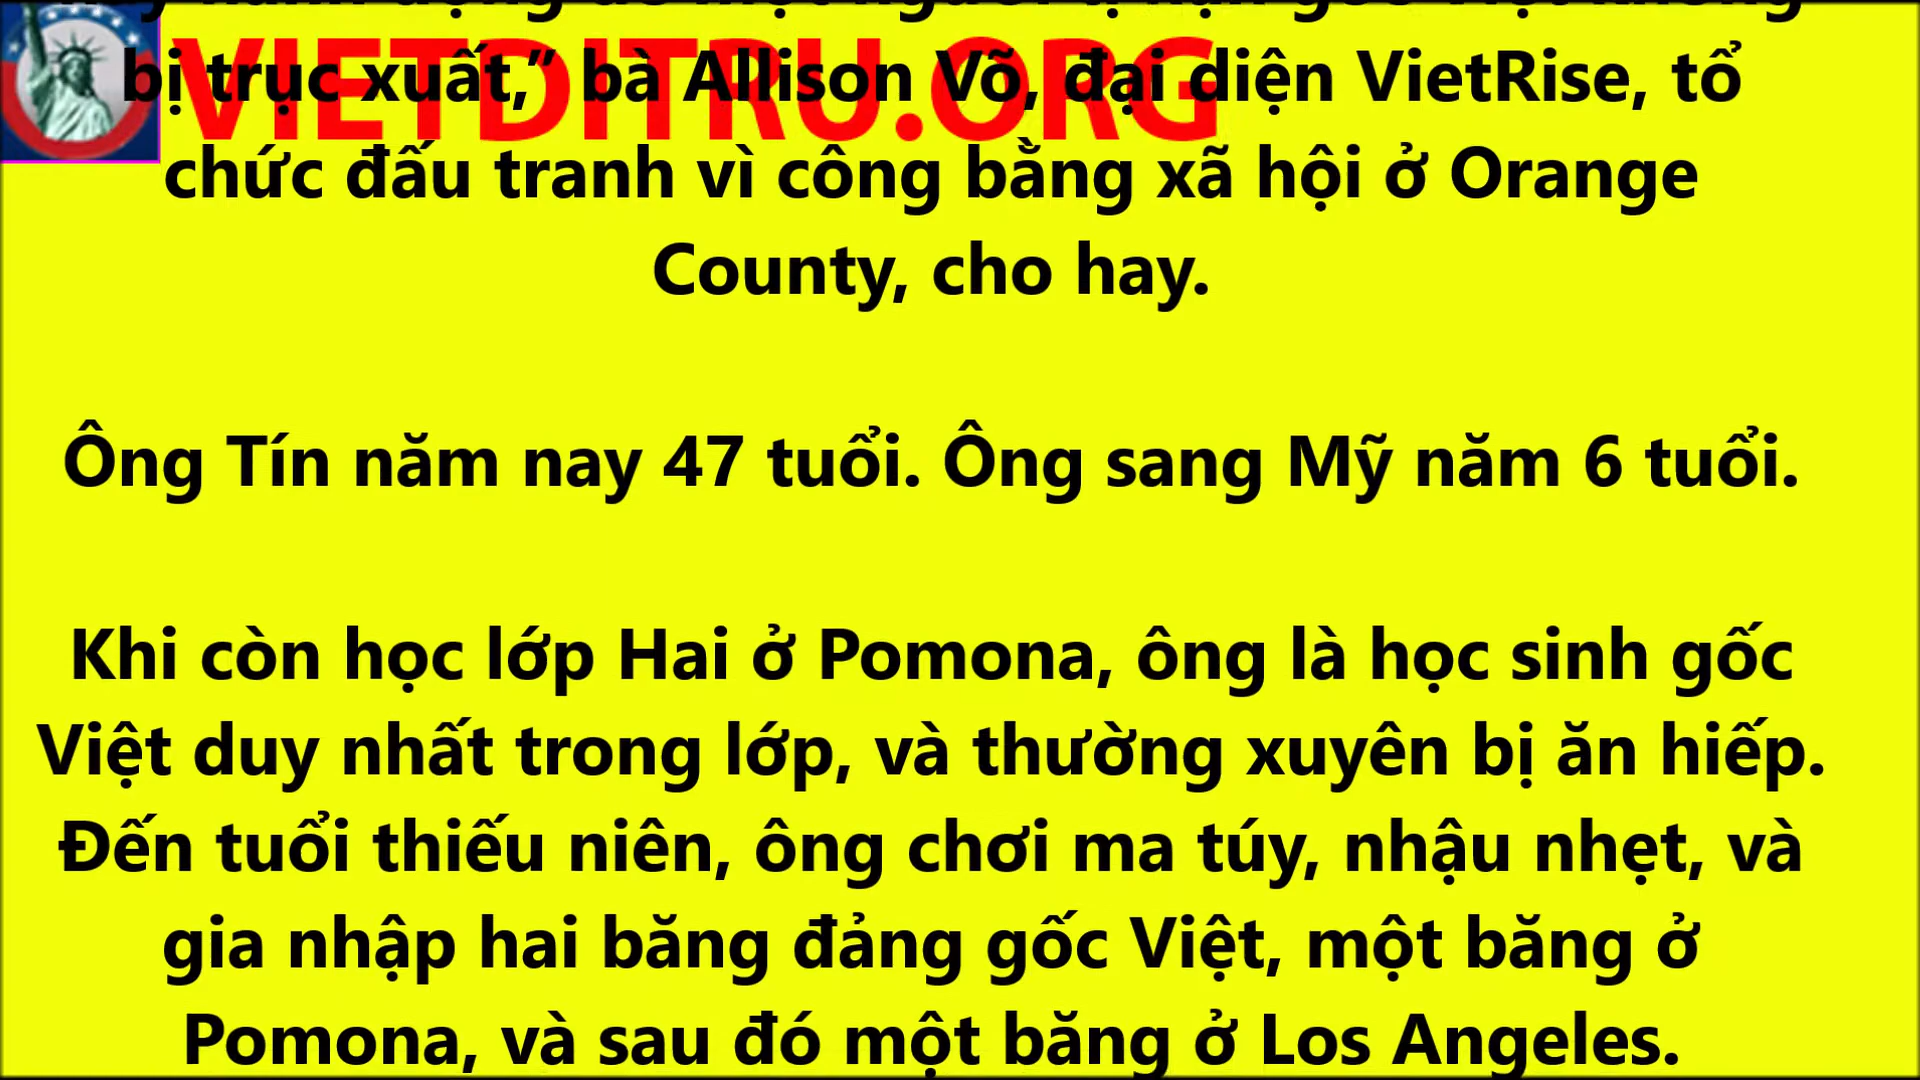 VIETDITRU.ORG
bị trục xuất,” bà Allison Võ, đại diện VietRise, tổ
chức đấu tranh vì công bằng xã hội ở Orange
County, cho hay.
Ông Tín năm nay 47 tuổi. Ông sang Mỹ năm 6 tuổi.
Khi còn học lớp Hai ở Pomona, ông là học sinh gốc
Việt duy nhất trong lớp, và thường xuyên bị ăn hiếp.
Đến tuổi thiếu niên, ông chơi ma túy, nhậu nhẹt, và
gia nhập hai băng đảng gốc Việt, một băng ở
Pomona, và sau đó một băng ở Los Angeles.